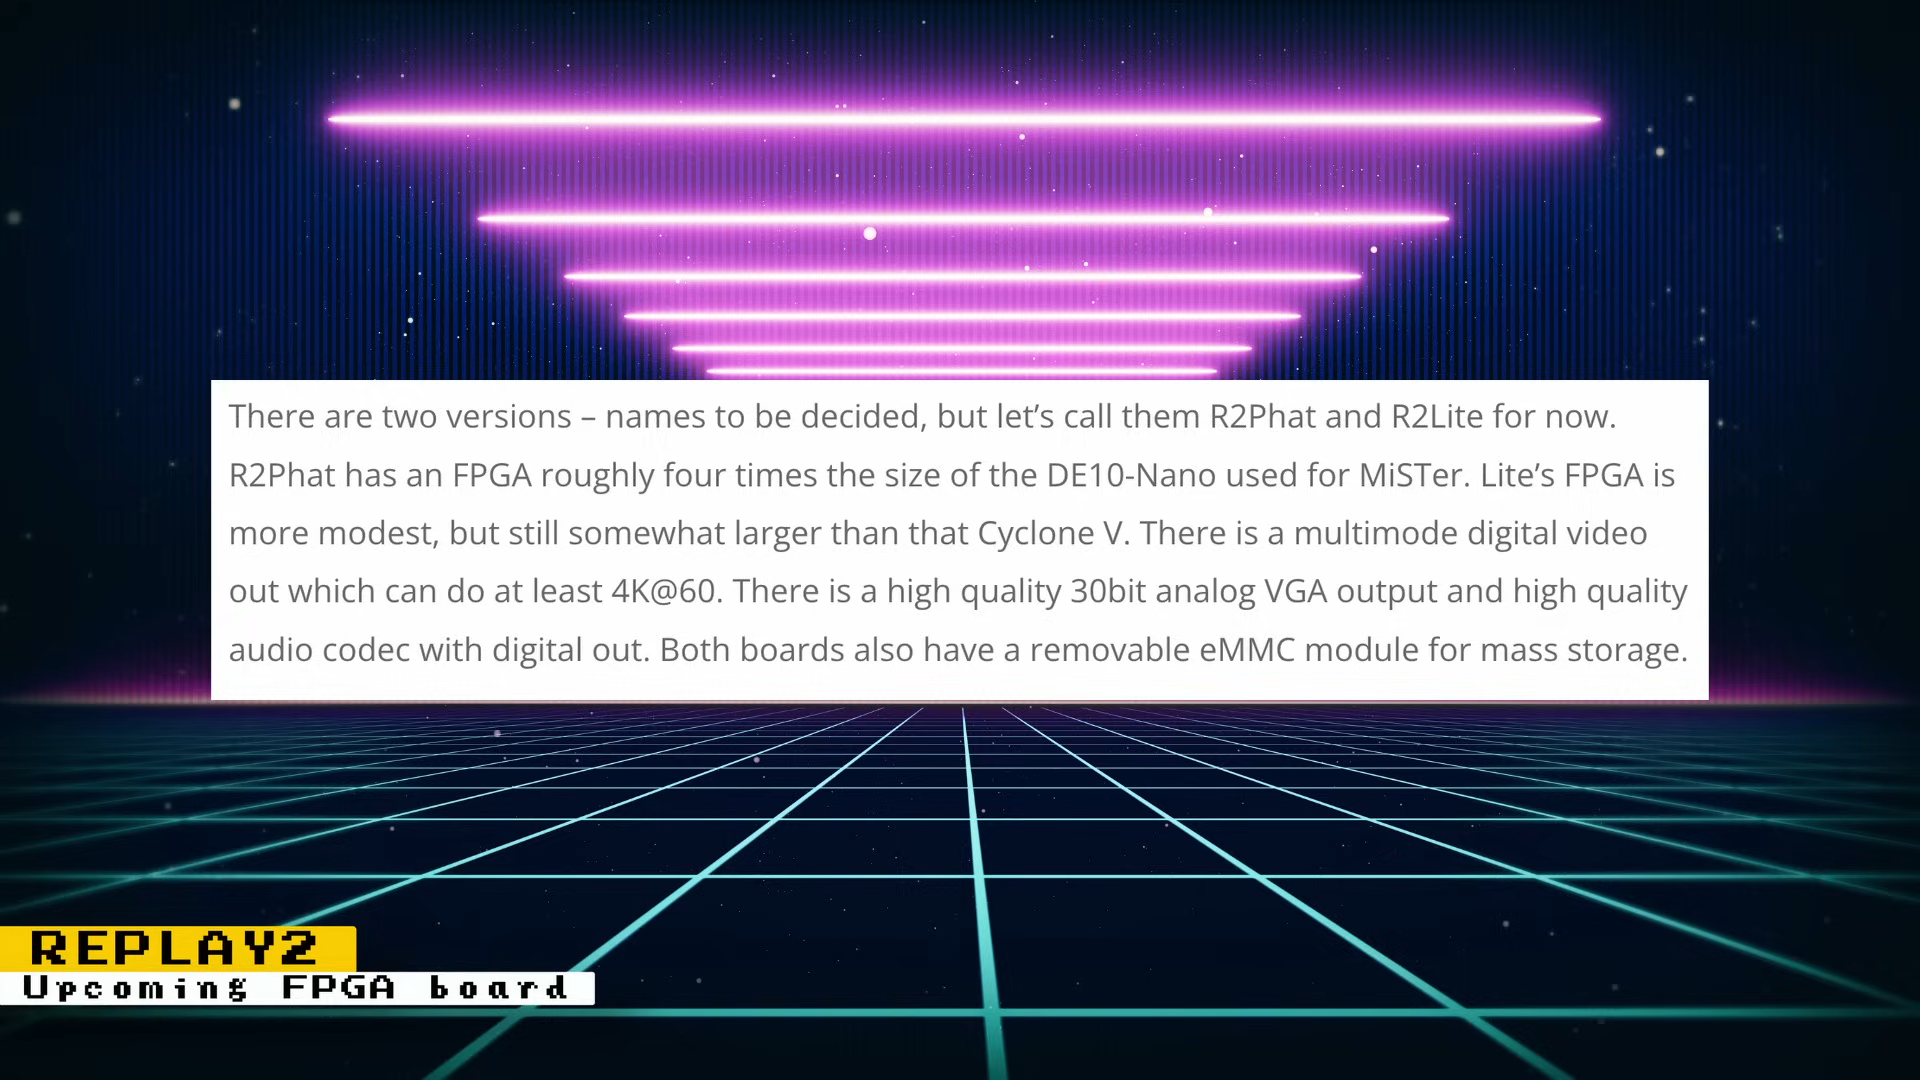 There are two versions – names to be decided, but let’s call them R2Phat and R2Lite for now.
R2Phat has an FPGA roughly four times the size of the DE10-Nano used for MiSTer. Lite’s FPGA is
more modest, but still somewhat larger than that Cyclone V. There is a multimode digital video
out which can do at least 4K@60. There is a high quality 30bit analog VGA output and high quality
audio codec with digital out. Both boards also have a removable eMMC module for mass storage.
REPLAY2
Upcoming FPGA board